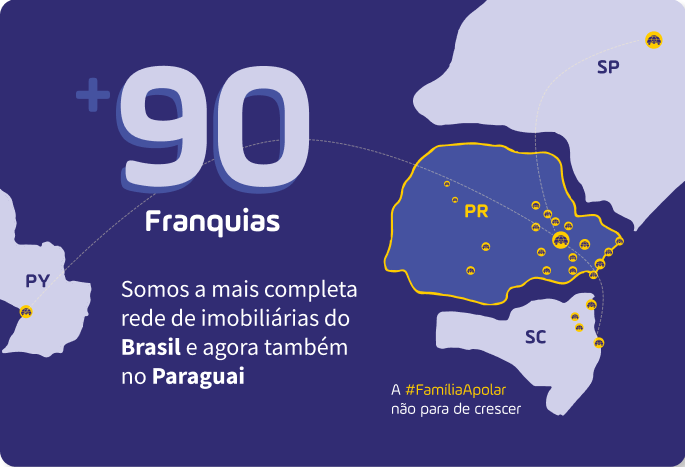 +90
Franquias
Somos a mais completa
rede de imobiliárias do
Brasil e agora também
no Paraguai
SP
PR
PY
SC
A #FamíliaApolar
não para de crescer